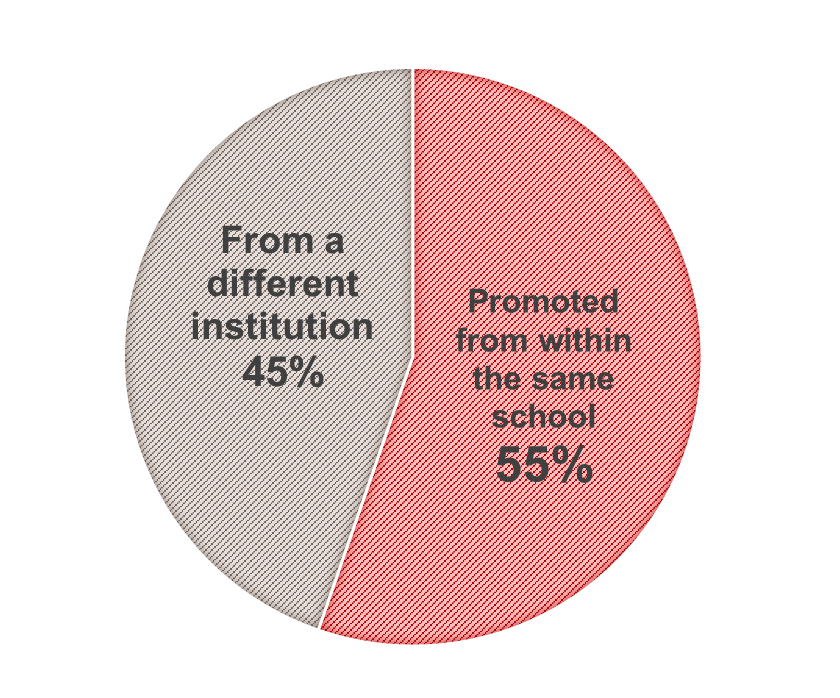 From a
different
institution
45%
Promoted
from within
the same
school
55%